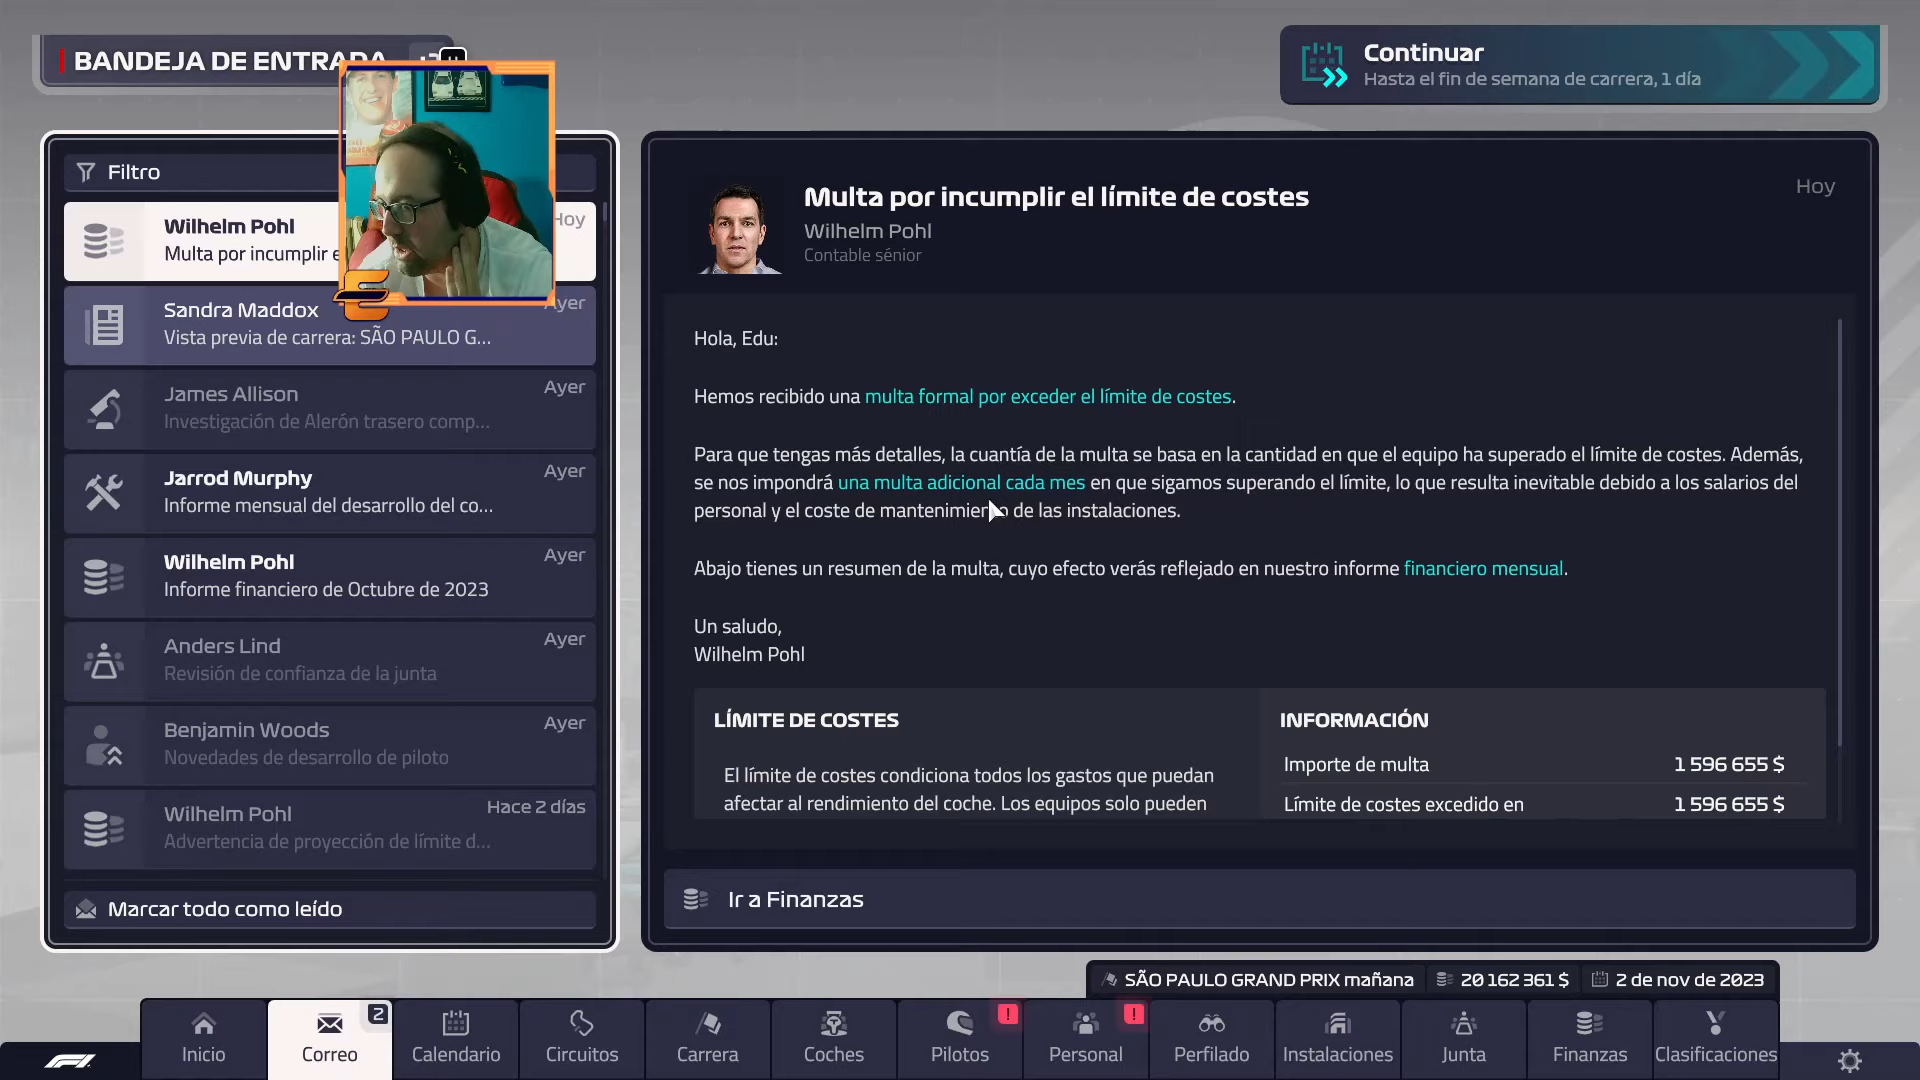 BANDEJA DE ENTRADA
Continuar
Hasta el fin de semana de carrera, 1 día
Filtro
Wilhelm Pohl
Hoy
Multa por incumplir e
Sandra Maddox
Ayer
Vista previa de carrera: SÃO PAULO G...
James Allison
Ayer
Investigación de Alerón trasero comp...
Jarrod Murphy
Ayer
Informe mensual del desarrollo del co...
Wilhelm Pohl
Ayer
Informe financiero de Octubre de 2023
Anders Lind
Ayer
Revisión de confianza de la junta
Benjamin Woods
Ayer
Novedades de desarrollo de piloto
Wilhelm Pohl
Hace 2 días
Advertencia de proyección de límite d...
Marcar todo como leído
Multa por incumplir el límite de costes
Hoy
Wilhelm Pohl
Contable sénior
Hola, Edu:
Hemos recibido una multa formal por exceder el límite de costes.
Para que tengas más detalles, la cuantía de la multa se basa en la cantidad en que el equipo ha superado el límite de costes. Además,
se nos impondrá una multa adicional cada mes en que sigamos superando el límite, lo que resulta inevitable debido a los salarios del
personal y el coste de mantenimiento de las instalaciones.
Abajo tienes un resumen de la multa, cuyo efecto verás reflejado en nuestro informe financiero mensual.
Un saludo,
Wilhelm Pohl
LÍMITE DE COSTES
El límite de costes condiciona todos los gastos que puedan
afectar al rendimiento del coche. Los equipos solo pueden
INFORMACIÓN
Importe de multa 1 596 655 $
Límite de costes excedido en 1 596 655 $
Ir a Finanzas
SÃO PAULO GRAND PRIX mañana
20 162 361 $
2 de nov de 2023
Inicio
2
Correo
Calendario
Circuitos
Carrera
Coches
!
Pilotos
!
Personal
Perfilado
Instalaciones
Junta
Finanzas
Clasificaciones
F1
E